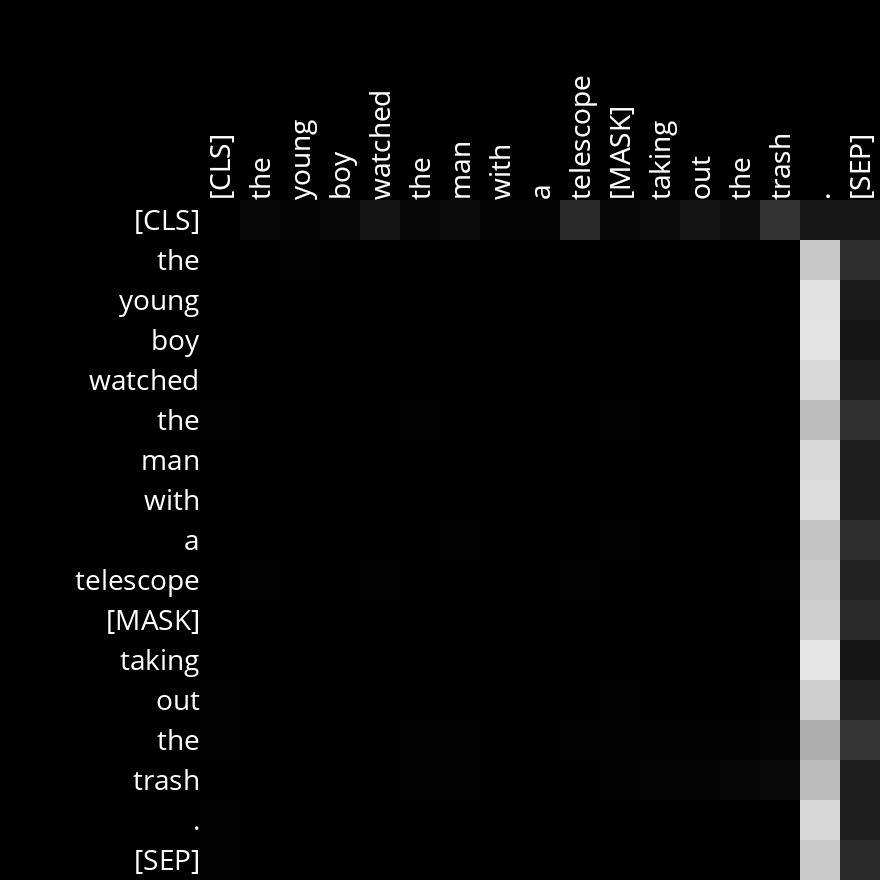 [CLS] the young boy watched the man with a telescope [MASK] taking out the trash . [SEP]
[CLS]
the
young
boy
watched
the
man
with
a
telescope
[MASK]
taking
out
the
trash
.
[SEP]